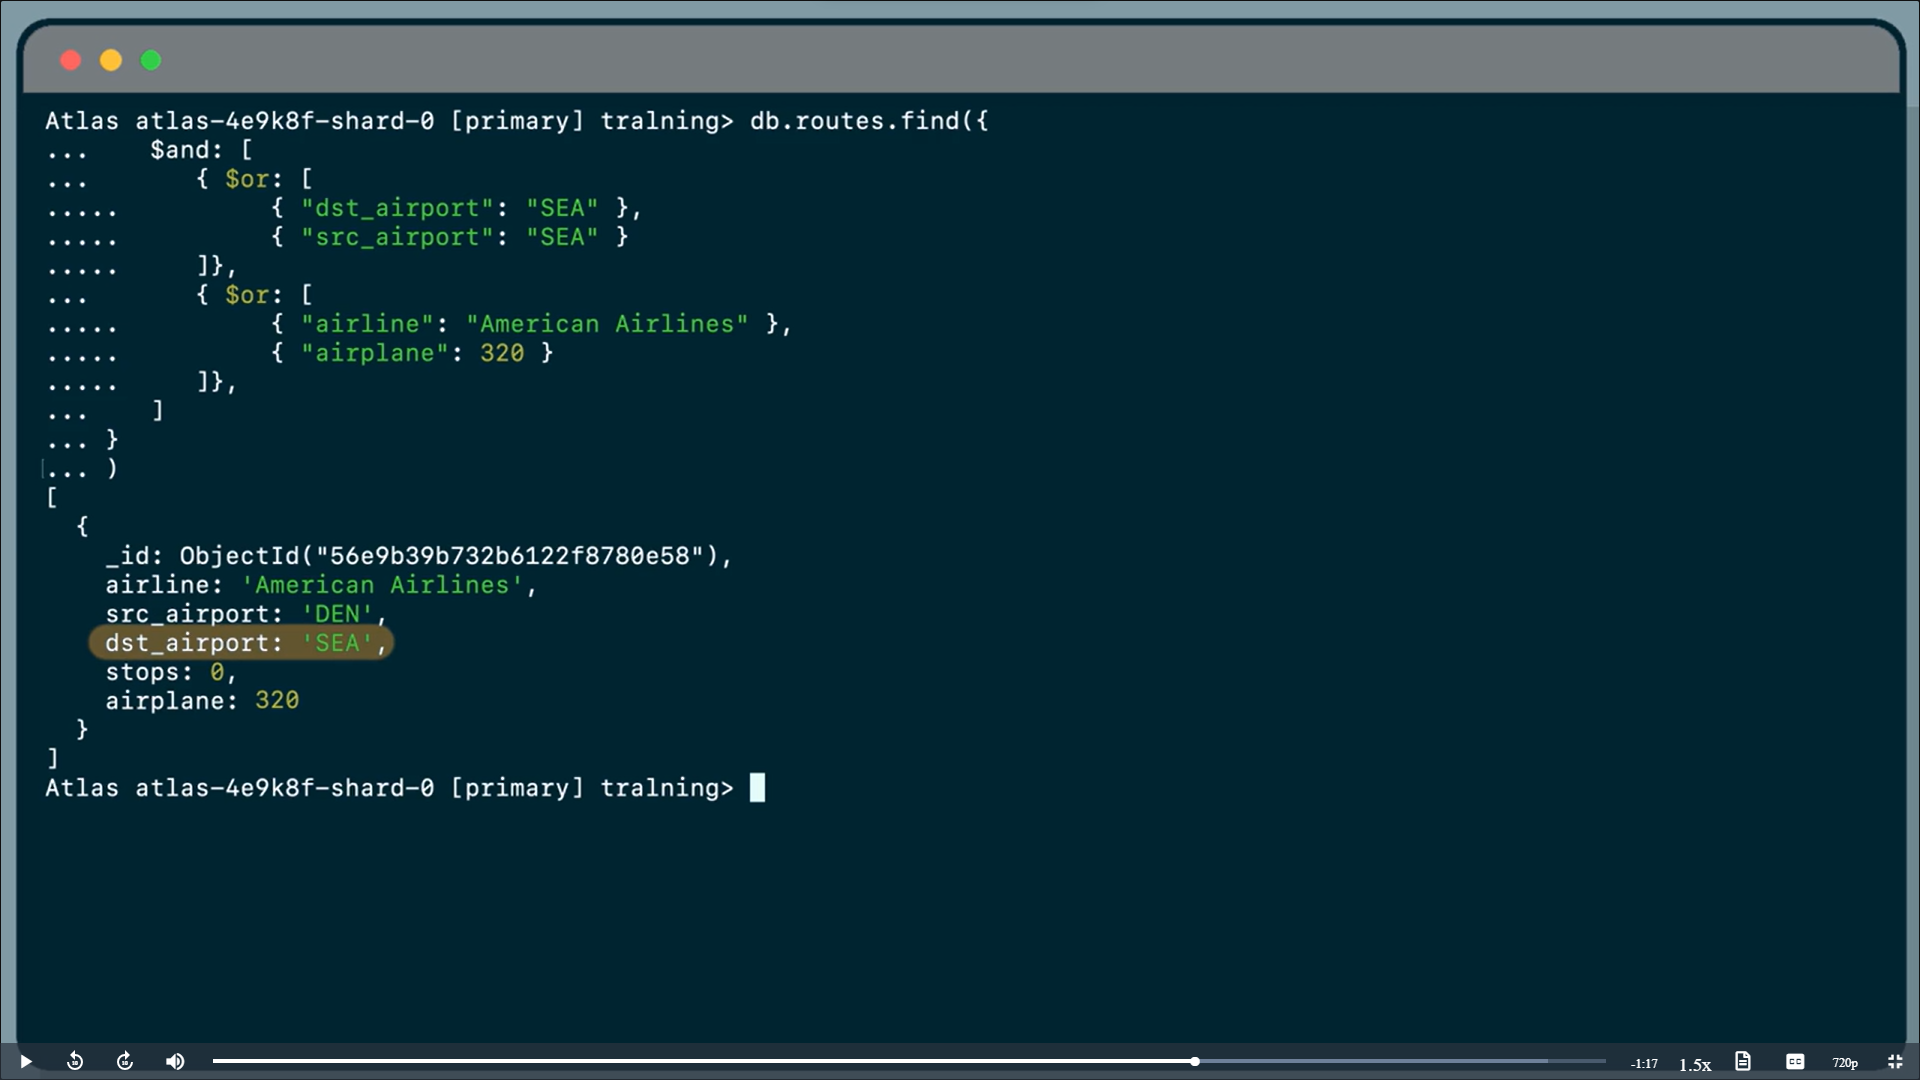 Atlas atlas-4e9k8f-shard-0 [primary] tralning> db.routes.find({
...    $and: [
...       { $or: [
.....          { "dst_airport": "SEA" },
.....          { "src_airport": "SEA" }
.....     ]},
...       { $or: [
.....          { "airline": "American Airlines" },
.....          { "airplane": 320 }
.....     ]},
...    ]
... }
... )
[
  {
    _id: ObjectId("56e9b39b732b6122f8780e58"),
    airline: 'American Airlines',
    src_airport: 'DEN',
    dst_airport: 'SEA',
    stops: 0,
    airplane: 320
  }
]
Atlas atlas-4e9k8f-shard-0 [primary] tralning>
-1:17 1.5x CC 720p